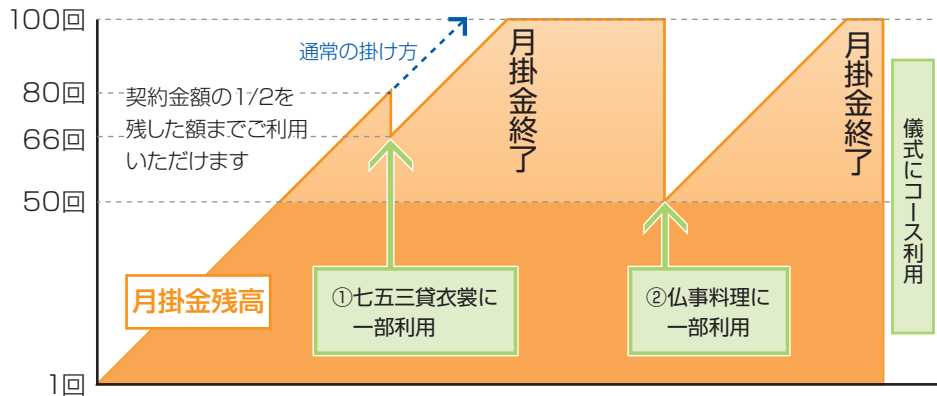 100回
80回
66回
50回
1回
通常の掛け方
契約金額の1/2を
残した額までご利用
いただけます
月掛金終了
月掛金終了
月掛金残高
①七五三貸衣裳に
一部利用
②仏事料理に
一部利用
儀式にコース利用